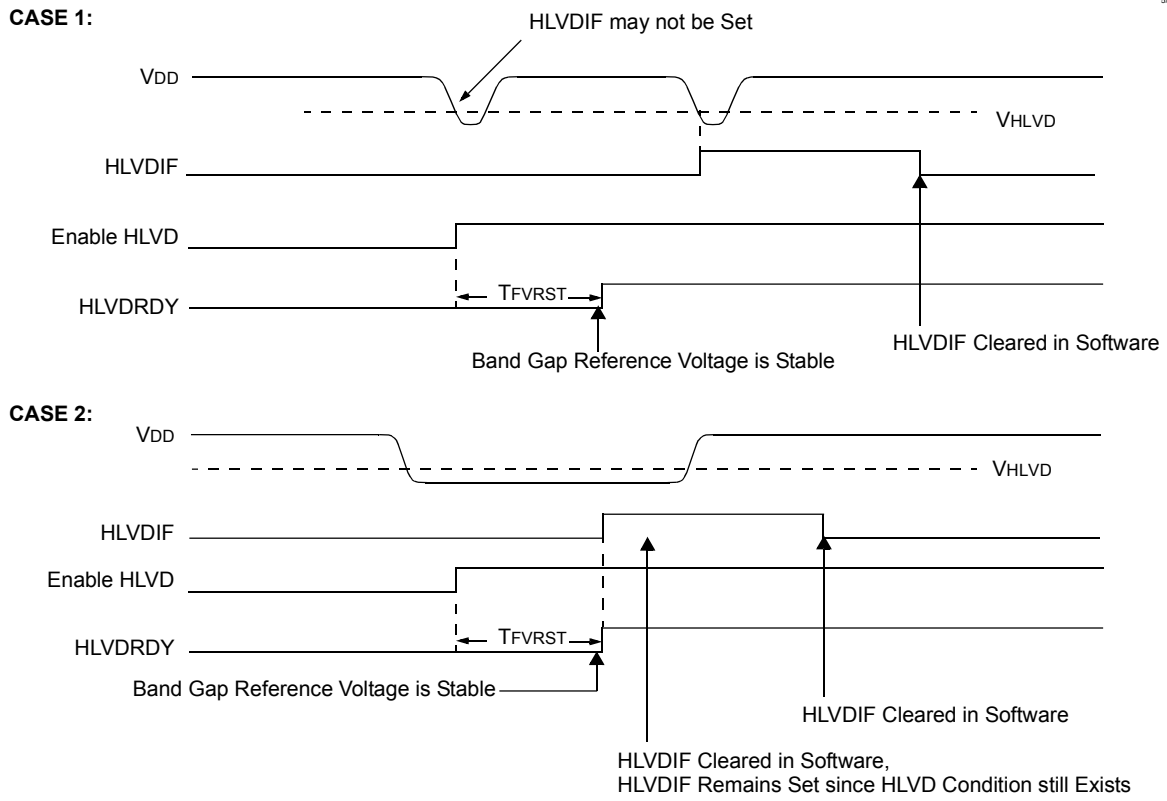 CASE 1:
HLVDIF may not be Set
VDD
VHLVD
HLVDIF
Enable HLVD
TFVRST
HLVDRDY
HLVDIF Cleared in Software
Band Gap Reference Voltage is Stable
CASE 2:
VDD
VHLVD
HLVDIF
Enable HLVD
TFVRST
HLVDRDY
Band Gap Reference Voltage is Stable
HLVDIF Cleared in Software
HLVDIF Cleared in Software,
HLVDIF Remains Set since HLVD Condition still Exists